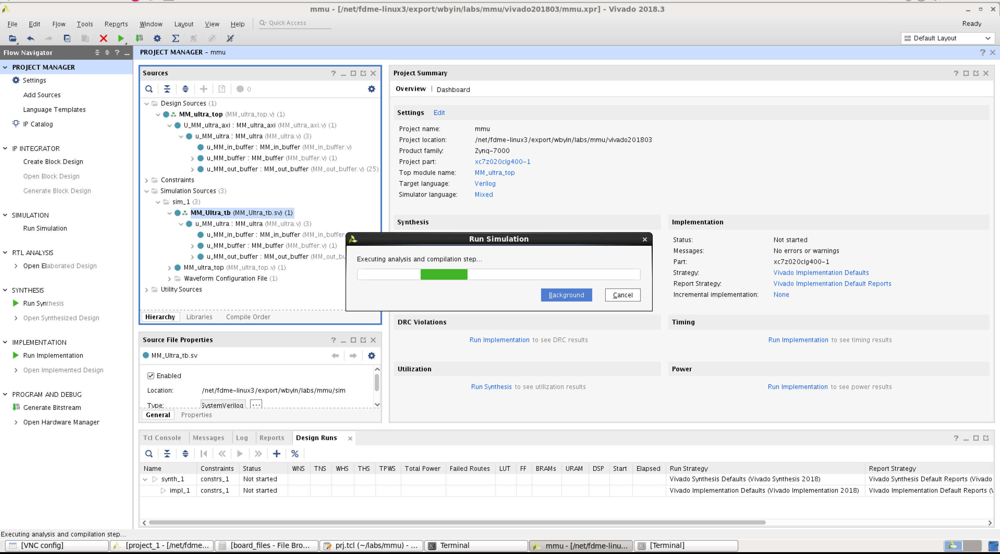 mmu - [/net/fdme-linux3/export/wbyin/labs/mmu/vivado201803/mmu.xpr] - Vivado 2018.3
File Edit Flow Tools Reports Window Layout View Help Quick Access Ready
Default Layout
Flow Navigator
PROJECT MANAGER - mmu
PROJECT MANAGER
Settings
Add Sources
Language Templates
IP Catalog
IP INTEGRATOR
Create Block Design
Open Block Design
Generate Block Design
SIMULATION
Run Simulation
RTL ANALYSIS
Open Elaborated Design
SYNTHESIS
Run Synthesis
Open Synthesized Design
IMPLEMENTATION
Run Implementation
Open Implemented Design
PROGRAM AND DEBUG
Generate Bitstream
Open Hardware Manager
Sources
0
Design Sources (1)
MM_ultra_top (MM_ultra_top.v) (1)
U_MM_ultra_axi : MM_ultra_axi (MM_ultra_axi.v) (1)
u_MM_ultra : MM_ultra (MM_ultra.v) (3)
u_MM_in_buffer : MM_in_buffer (MM_in_buffer.v)
u_MM_buffer : MM_buffer (MM_buffer.v) (1)
u_MM_out_buffer : MM_out_buffer (MM_out_buffer.v) (25)
Constraints
Simulation Sources (3)
sim_1 (3)
MM_Ultra_tb (MM_Ultra_tb.sv) (1)
u_MM_ultra : MM_ultra (MM_ultra.v) (3)
u_MM_in_buffer : MM_in_buffer (MM_in_buffer
u_MM_buffer : MM_buffer (MM_buffer.v) (1)
u_MM_out_buffer : MM_out_buffer (MM_out_bu
MM_ultra_top (MM_ultra_top.v) (1)
Waveform Configuration File (1)
Utility Sources
Hierarchy Libraries Compile Order
Source File Properties
MM_Ultra_tb.sv
Enabled
Location: /net/fdme-linux3/export/wbyin/labs/mmu/sim
Type: SystemVerilog ...
General Properties
Project Summary
Overview | Dashboard
Settings Edit
Project name: mmu
Project location: /net/fdme-linux3/export/wbyin/labs/mmu/vivado201803
Product family: Zynq-7000
Project part: xc7z020clg400-1
Top module name: MM_ultra_top
Target language: Verilog
Simulator language: Mixed
Synthesis
Implementation
Status: Not started
Messages: No errors or warnings
Part: xc7z020clg400-1
Strategy: Vivado Implementation Defaults
Report Strategy: Vivado Implementation Default Reports
Incremental implementation: None
Run Simulation
Executing analysis and compilation step...
Background Cancel
DRC Violations
Run Implementation to see DRC results
Timing
Run Implementation to see timing results
Utilization
Run Synthesis to see utilization results
Power
Run Implementation to see power results
Tcl Console Messages Log Reports Design Runs
Name Constraints Status WNS TNS WHS THS TPWS Total Power Failed Routes LUT FF BRAMs URAM DSP Start Elapsed Run Strategy Report Strategy
synth_1 constrs_1 Not started Vivado Synthesis Defaults (Vivado Synthesis 2018) Vivado Synthesis Default Reports (Vivado
impl_1 constrs_1 Not started Vivado Implementation Defaults (Vivado Implementation 2018) Vivado Implementation Default Reports (V
Executing analysis and compilation step...
[VNC config] [project_1 - [/net/fdme... [board_files - File Bro... prj.tcl (~/labs/mmu) - ... Terminal mmu - [/net/fdme-linu... [Terminal]